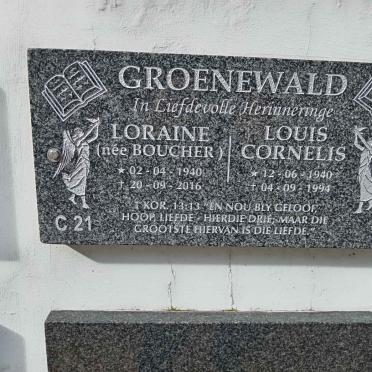 GROENEWALD
In Liefdevolle Herinneringe
LORAINE
(née BOUCHER)
★ 02 - 04 - 1940
† 20 - 09 - 2016
LOUIS
CORNELIS
★ 12 - 06 - 1940
† 04 - 09 - 1994
1 KOR. 13:13 "EN NOU BLY GELOOF,
HOOP, LIEFDE - HIERDIE DRIE; MAAR DIE
GROOTSTE HIERVAN IS DIE LIEFDE."
C 21